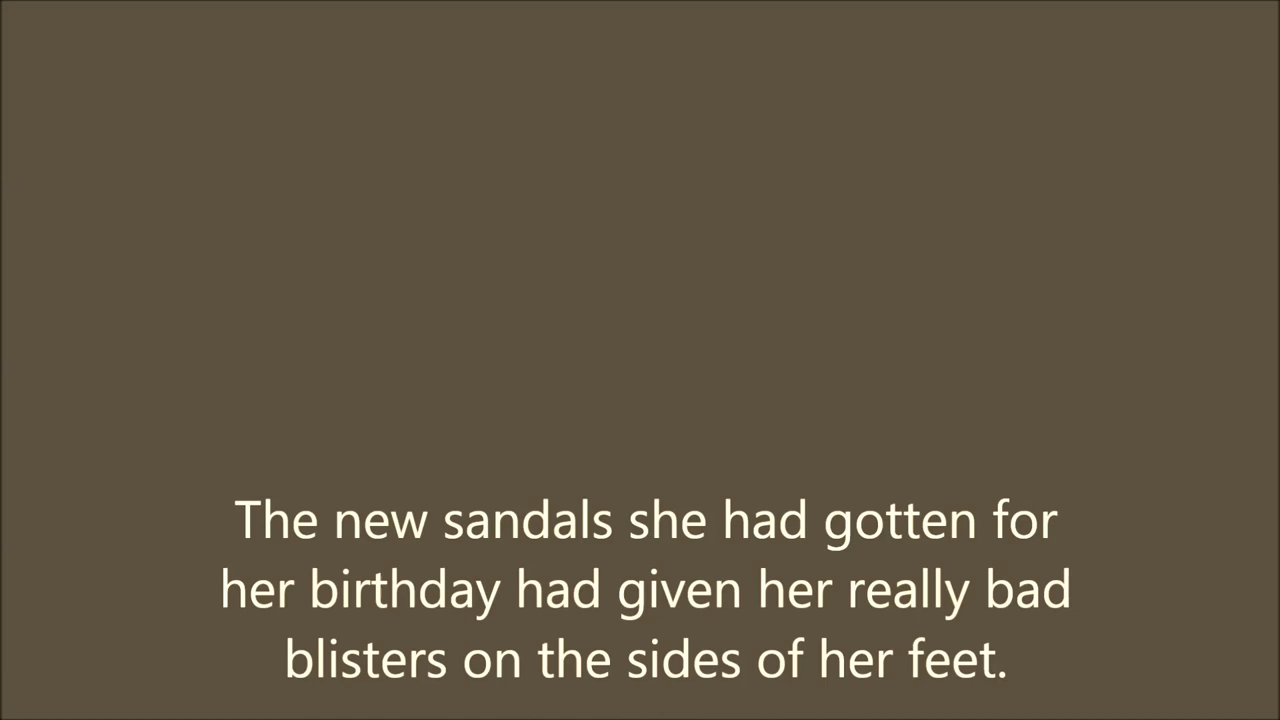 The new sandals she had gotten for
her birthday had given her really bad
blisters on the sides of her feet.